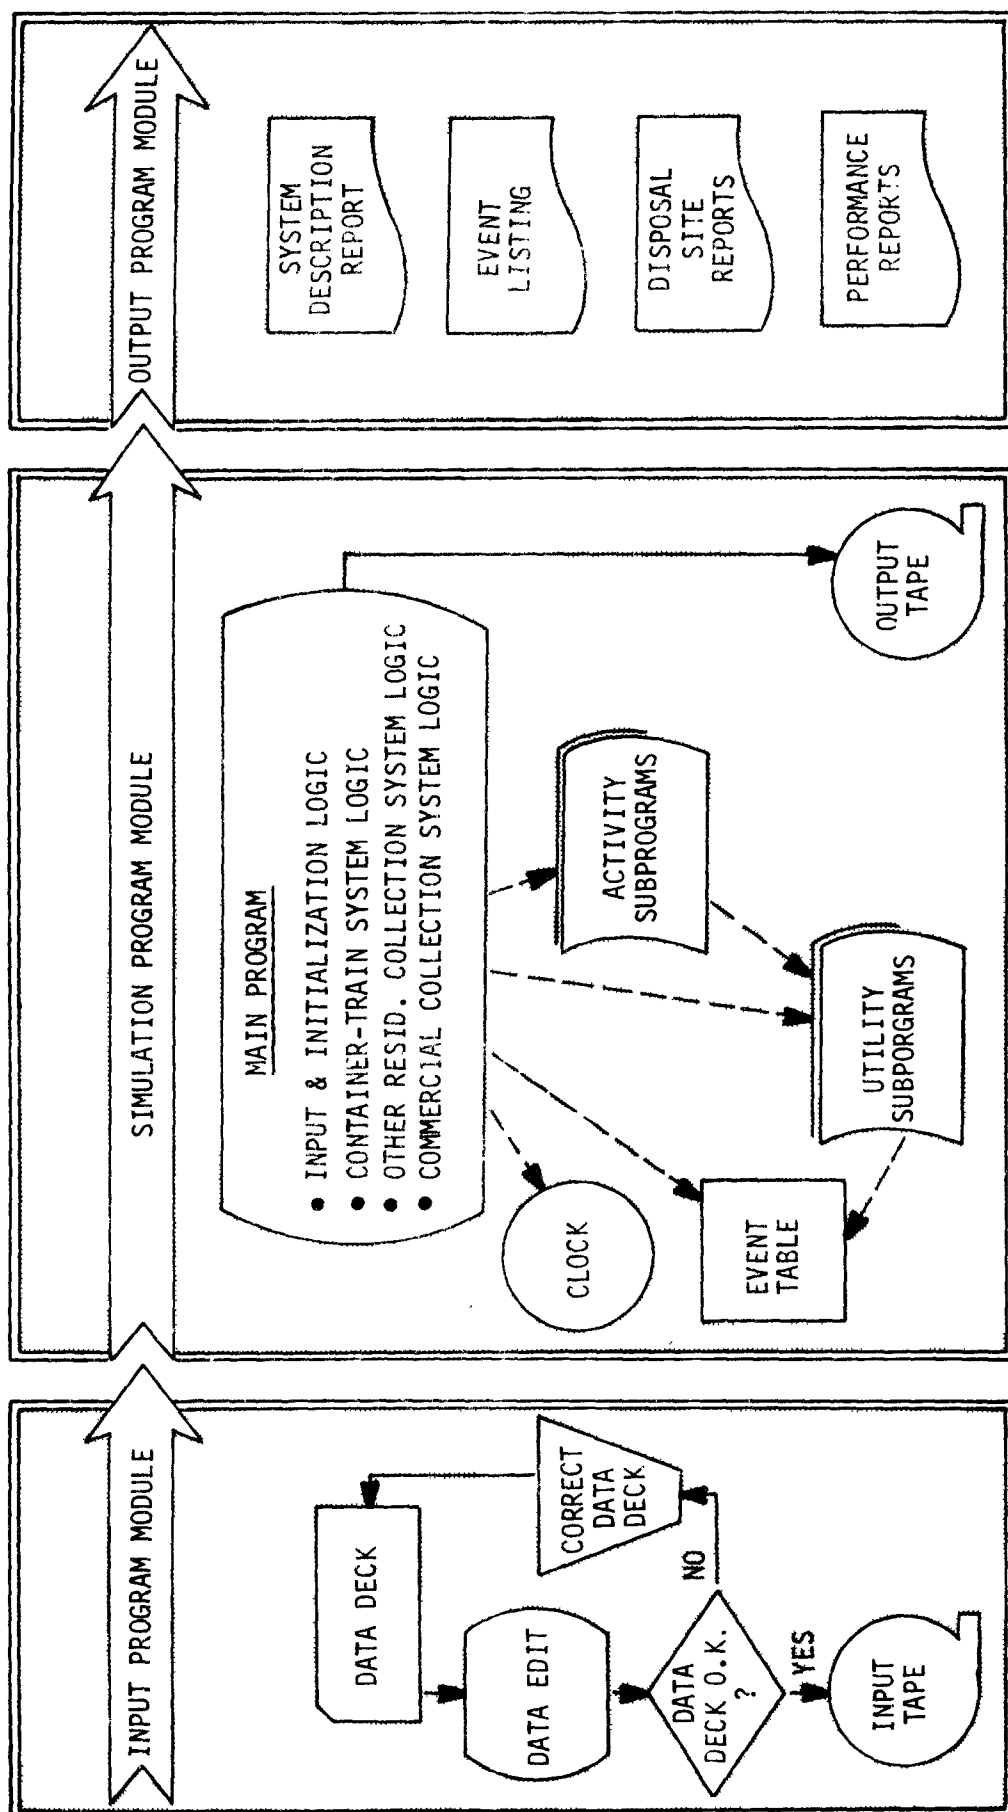 INPUT PROGRAM MODULE
DATA DECK
DATA EDIT
CORRECT
DATA
DECK
DATA
DECK O.K.
?
NO
YES
INPUT
TAPE
SIMULATION PROGRAM MODULE
MAIN PROGRAM
● INPUT & INITIALIZATION LOGIC
● CONTAINER-TRAIN SYSTEM LOGIC
● OTHER RESID. COLLECTION SYSTEM LOGIC
● COMMERCIAL COLLECTION SYSTEM LOGIC
CLOCK
ACTIVITY
SUBPROGRAMS
EVENT
TABLE
UTILITY
SUBPORGRAMS
OUTPUT
TAPE
OUTPUT PROGRAM MODULE
SYSTEM
DESCRIPTION
REPORT
EVENT
LISTING
DISPOSAL
SITE
REPORTS
PERFORMANCE
REPORTS